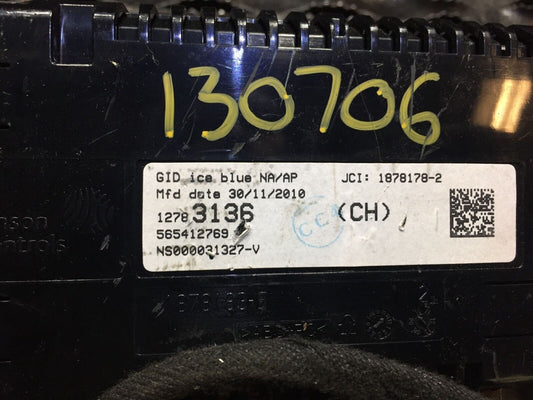 130706
GID ice blue NA/AP JCI: 1878178-2
Mfd date 30/11/2010
1278 3136 (CH)
565412769
NS000031327-V